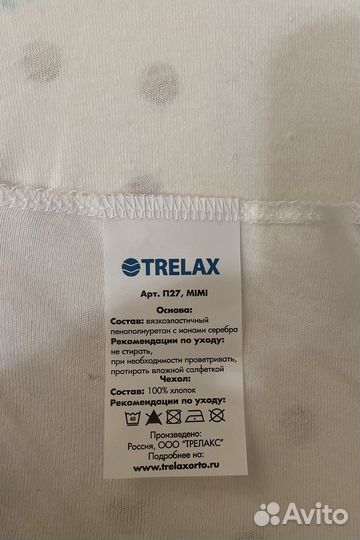 TRELAX
Арт. П27, MIMI
Основа:
Состав: вязкоэластичный
пенополиуретан с ионами серебра
Рекомендации по уходу:
не стирать,
при необходимости проветривать,
протирать влажной салфеткой
Чехол:
Состав: 100% хлопок
Рекомендации по уходу:
40
Произведено:
Россия, ООО "ТРЕЛАКС"
Подробнее на:
www.trelaxorto.ru
Avito